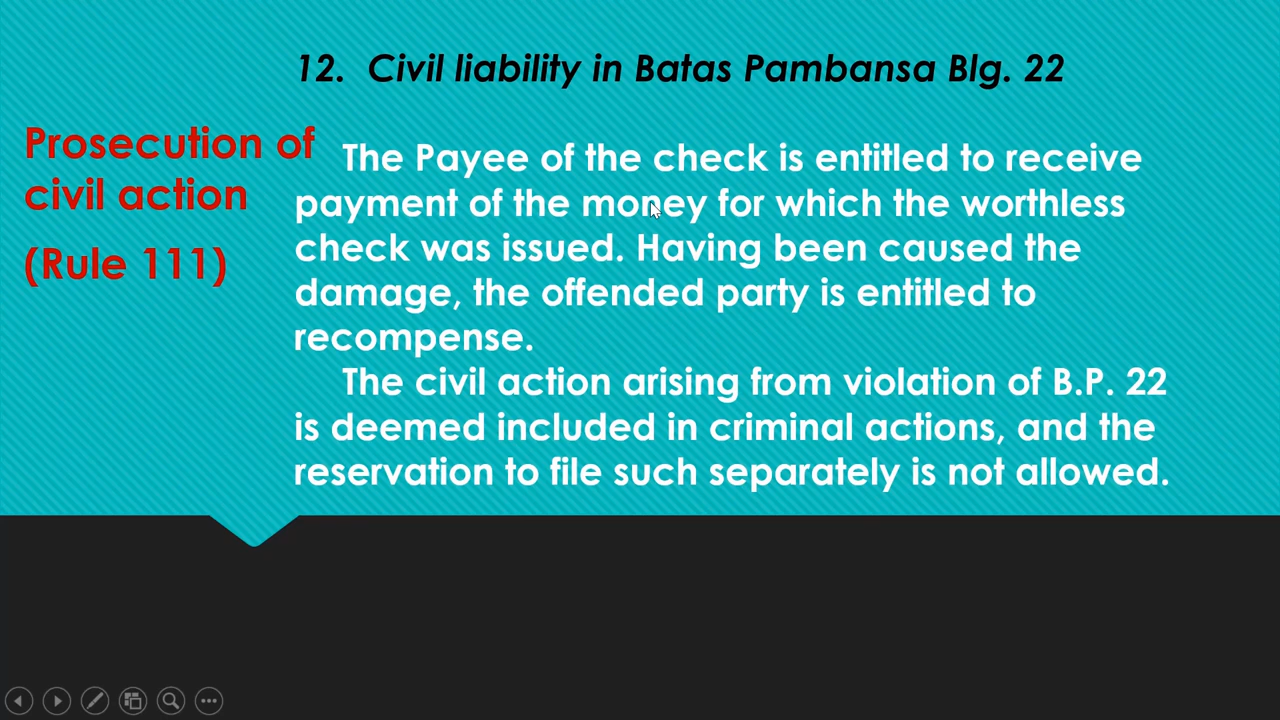 12. Civil liability in Batas Pambansa Blg. 22
Prosecution of
civil action
(Rule 111)
The Payee of the check is entitled to receive
payment of the money for which the worthless
check was issued. Having been caused the
damage, the offended party is entitled to
recompense.
The civil action arising from violation of B.P. 22
is deemed included in criminal actions, and the
reservation to file such separately is not allowed.